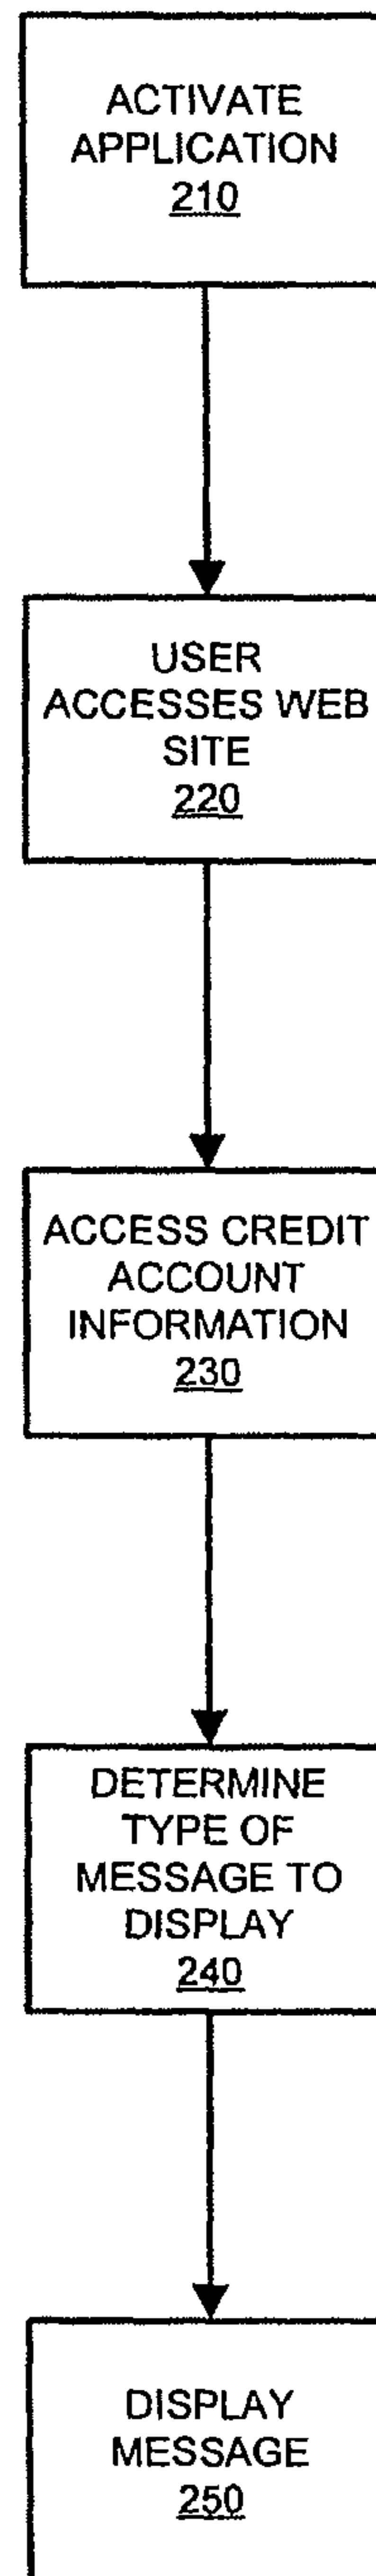 ACTIVATE
APPLICATION
210
USER
ACCESSES WEB
SITE
220
ACCESS CREDIT
ACCOUNT
INFORMATION
230
DETERMINE
TYPE OF
MESSAGE TO
DISPLAY
240
DISPLAY
MESSAGE
250